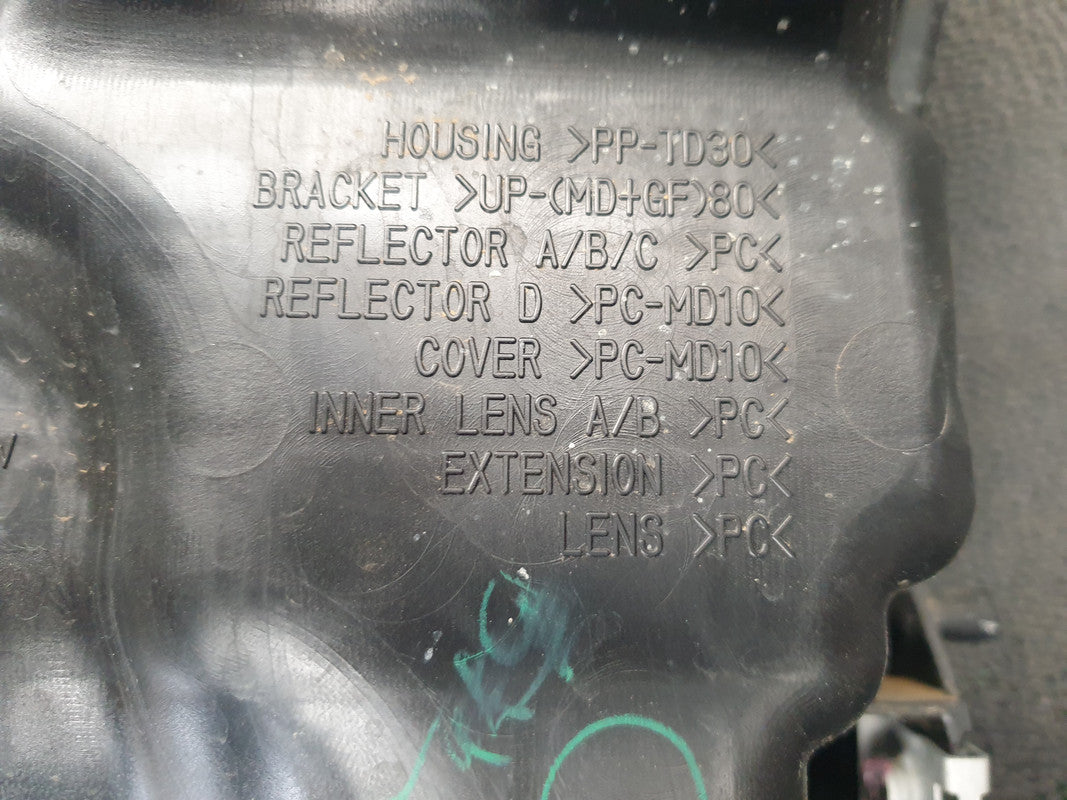 HOUSING >PP-TD30<
BRACKET >UP-(MD+GF)80<
REFLECTOR A/B/C >PC<
REFLECTOR D >PC-MD10<
COVER >PC-MD10<
INNER LENS A/B >PC<
EXTENSION >PC<
LENS >PC<